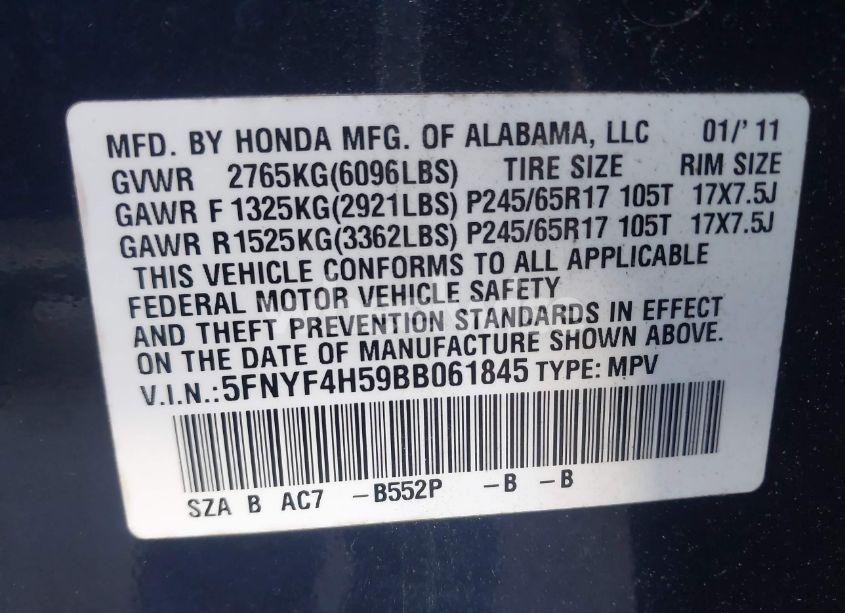 MFD. BY HONDA MFG. OF ALABAMA, LLC 01/'11
GVWR 2765KG(6096LBS) TIRE SIZE RIM SIZE
GAWR F 1325KG(2921LBS) P245/65R17 105T 17X7.5J
GAWR R1525KG(3362LBS) P245/65R17 105T 17X7.5J
THIS VEHICLE CONFORMS TO ALL APPLICABLE
FEDERAL MOTOR VEHICLE SAFETY
AND THEFT PREVENTION STANDARDS IN EFFECT
ON THE DATE OF MANUFACTURE SHOWN ABOVE.
V.I.N.:5FNYF4H59BB061845 TYPE: MPV
SZA B AC7 -B552P -B -B